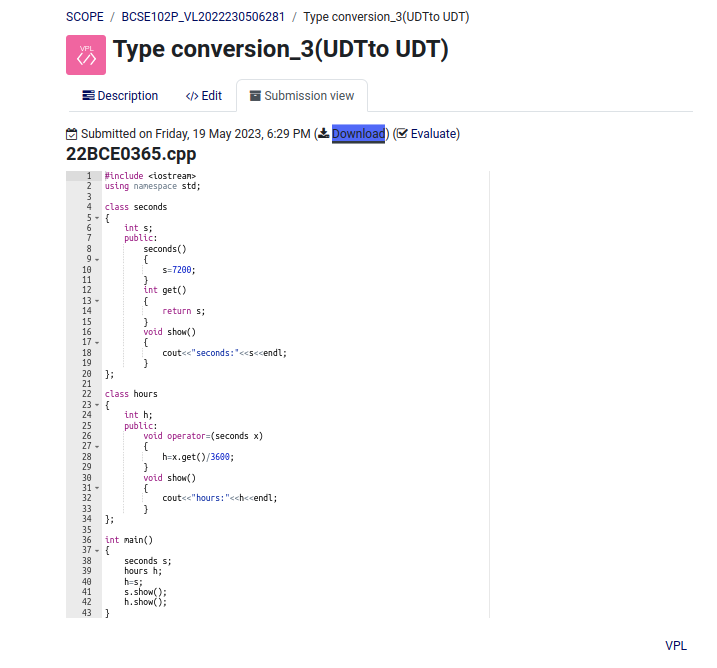 SCOPE / BCSE102P_VL2022230506281 / Type conversion_3(UDTto UDT)
VPL
</>
Type conversion_3(UDTto UDT)
Description </> Edit Submission view
Submitted on Friday, 19 May 2023, 6:29 PM (Download) (Evaluate)
22BCE0365.cpp
1 #include <iostream>
2 using namespace std;
3
4 class seconds
5 {
6     int s;
7     public:
8         seconds()
9         {
10             s=7200;
11         }
12         int get()
13         {
14             return s;
15         }
16         void show()
17         {
18             cout<<"seconds:"<<s<<endl;
19         }
20 };
21
22 class hours
23 {
24     int h;
25     public:
26         void operator=(seconds x)
27         {
28             h=x.get()/3600;
29         }
30         void show()
31         {
32             cout<<"hours:"<<h<<endl;
33         }
34 };
35
36 int main()
37 {
38     seconds s;
39     hours h;
40     h=s;
41     s.show();
42     h.show();
43 }
VPL